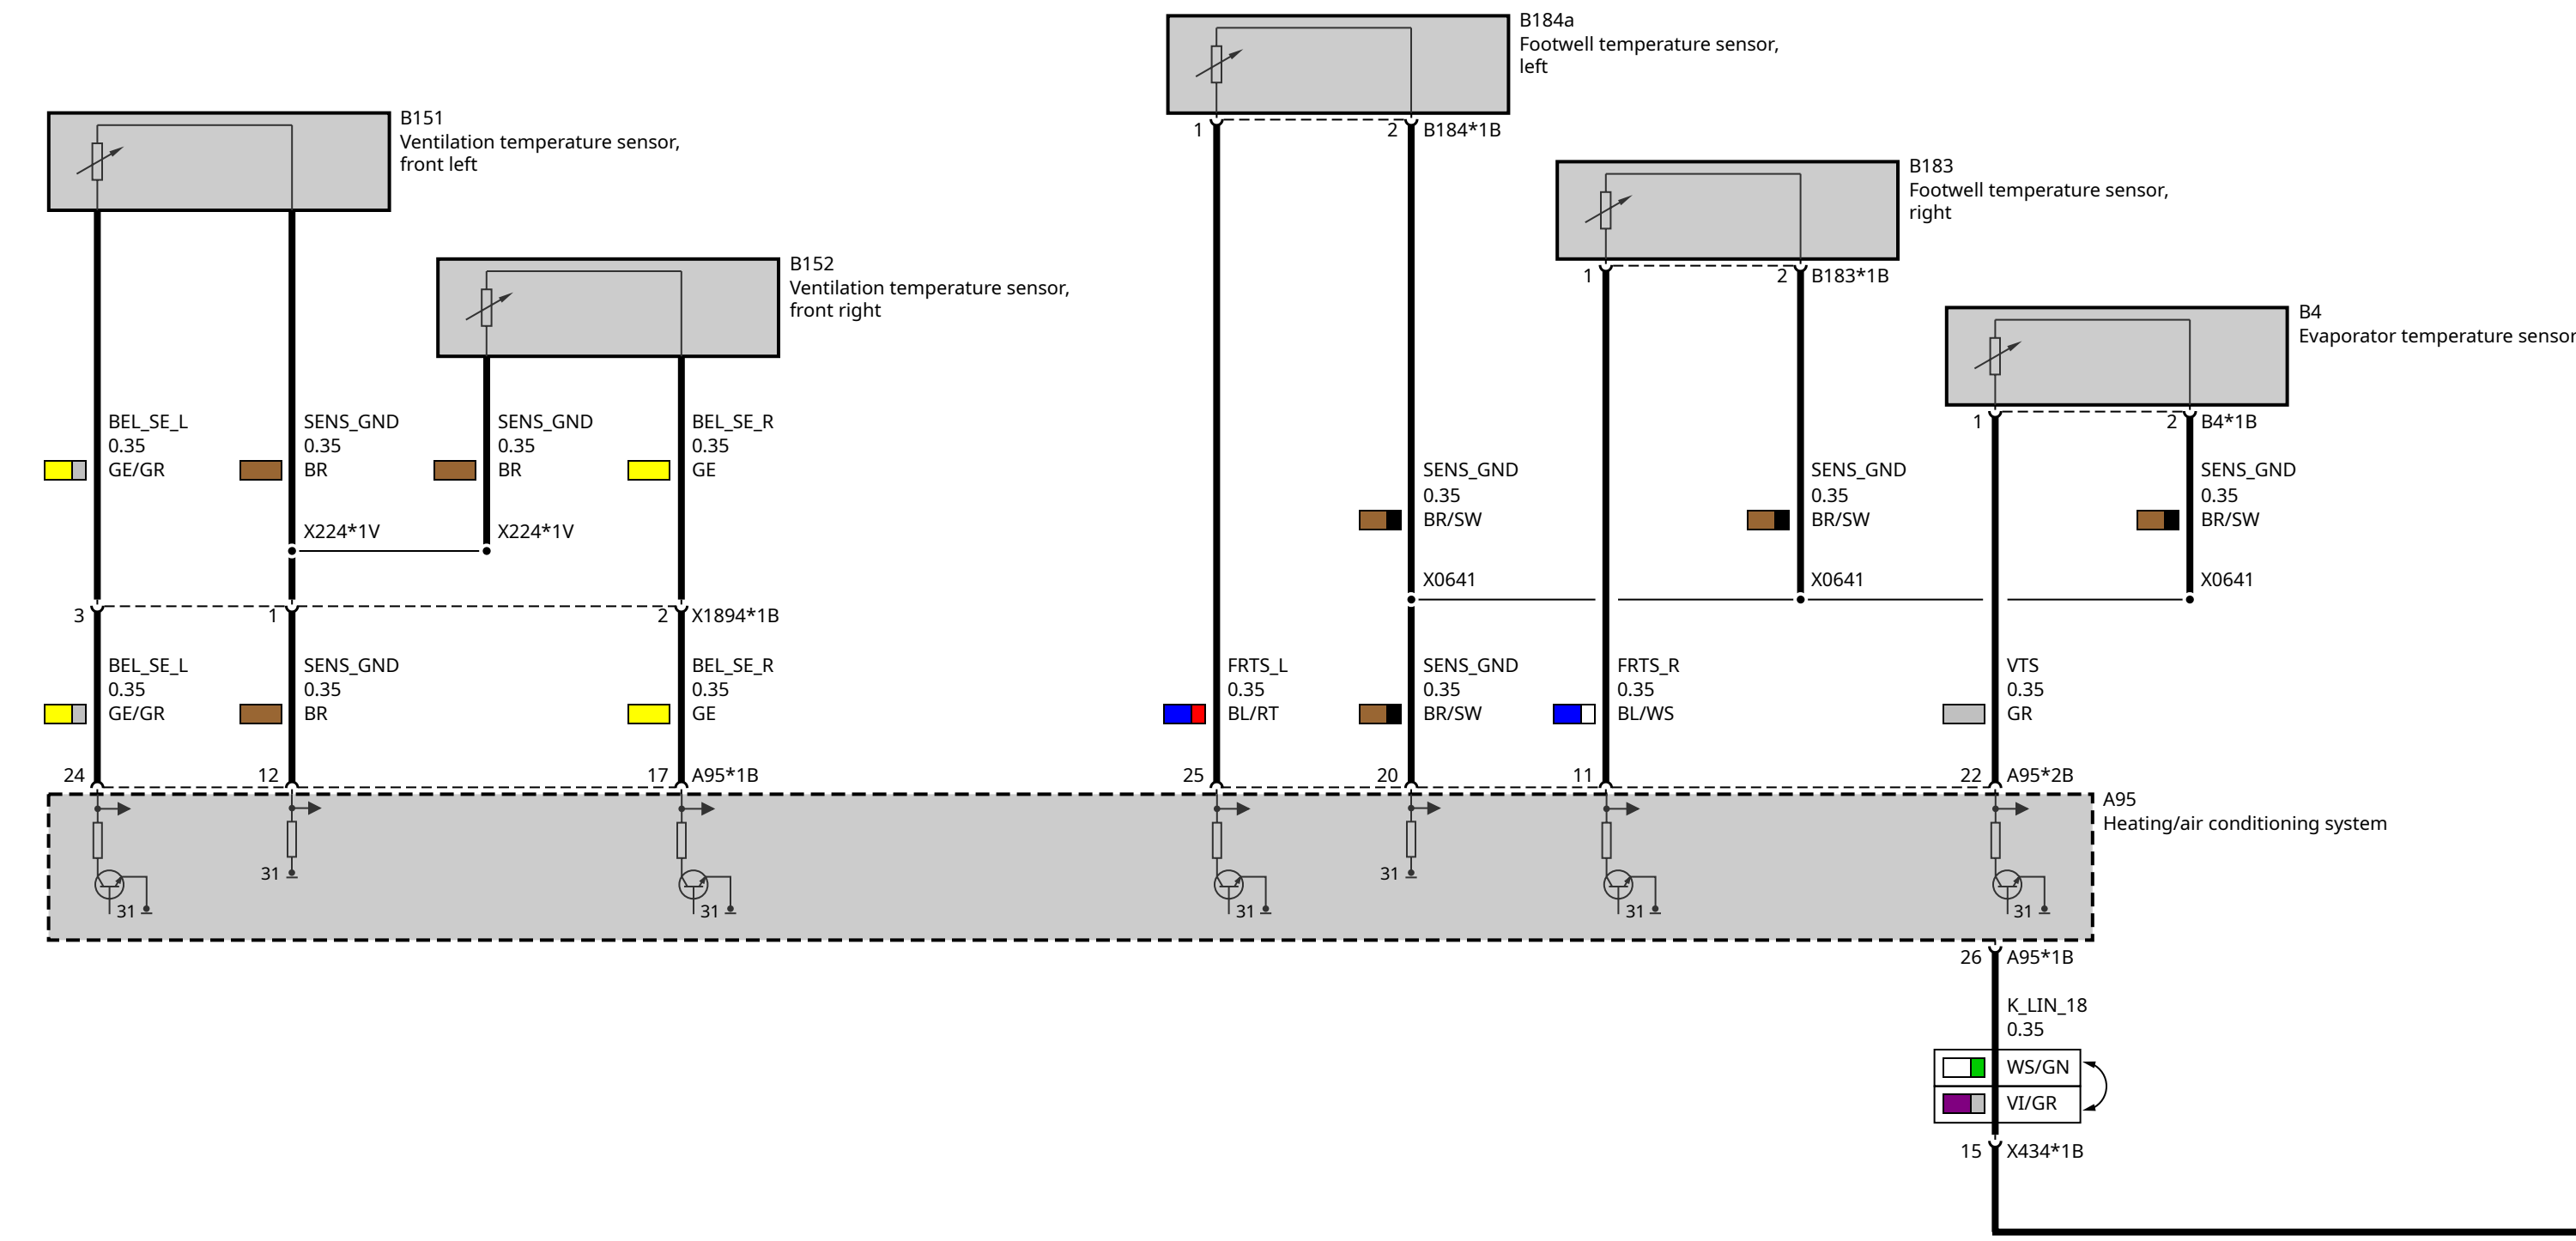 B184a
Footwell temperature sensor,
left
B151
Ventilation temperature sensor,
front left
1 2 B184*1B
B183
Footwell temperature sensor,
right
B152
Ventilation temperature sensor,
front right
1 2 B183*1B
B4
Evaporator temperature sensor
BEL_SE_L SENS_GND SENS_GND BEL_SE_R 1 2 B4*1B
0.35 0.35 0.35 0.35
GE/GR BR BR GE SENS_GND SENS_GND SENS_GND
0.35 0.35 0.35
BR/SW BR/SW BR/SW
X224*1V X224*1V
X0641 X0641 X0641
3 1 2 X1894*1B
BEL_SE_L SENS_GND BEL_SE_R FRTS_L SENS_GND FRTS_R VTS
0.35 0.35 0.35 0.35 0.35 0.35 0.35
GE/GR BR GE BL/RT BR/SW BL/WS GR
24 12 17 A95*1B 25 20 11 22 A95*2B
A95
Heating/air conditioning system
31 31
31 31 31 31 31
26 A95*1B
K_LIN_18
0.35
WS/GN
VI/GR
15 X434*1B